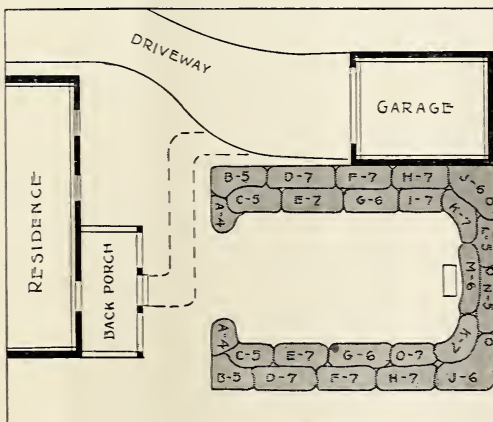 DRIVEWAY
GARAGE
RESIDENCE
BACK PORCH
B-5 D-7 F-7 H-7 J-6
A-4 C-5 E-7 G-6 I-7 K-7
O
L-5
M-6
O
N-5
O
A-4 C-5 E-7 G-6 O-7 K-7
B-5 D-7 F-7 H-7 J-6